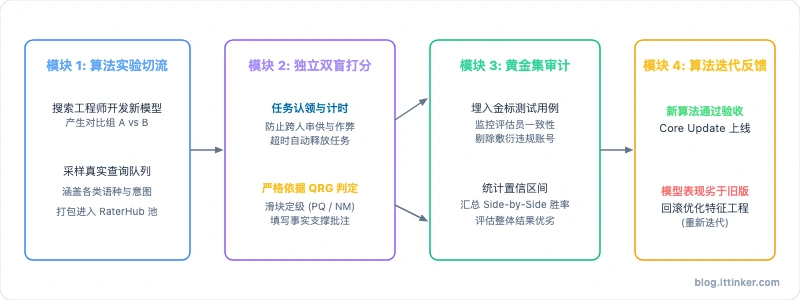 模块 1: 算法实验切流
搜索工程师开发新模型
产生对比组 A vs B
采样真实查询队列
涵盖各类语种与意图
打包进入 RaterHub 池
模块 2: 独立双盲打分
任务认领与计时
防止跨人串供与作弊
超时自动释放任务
严格依据 QRG 判定
滑块定级 (PQ / NM)
填写事实支撑批注
模块 3: 黄金集审计
埋入金标测试用例
监控评估员一致性
剔除敷衍违规账号
统计置信区间
汇总 Side-by-Side 胜率
评估整体结果优劣
模块 4: 算法迭代反馈
新算法通过验收
Core Update 上线
模型表现劣于旧版
回滚优化特征工程
(重新迭代)
blog.ittinker.com